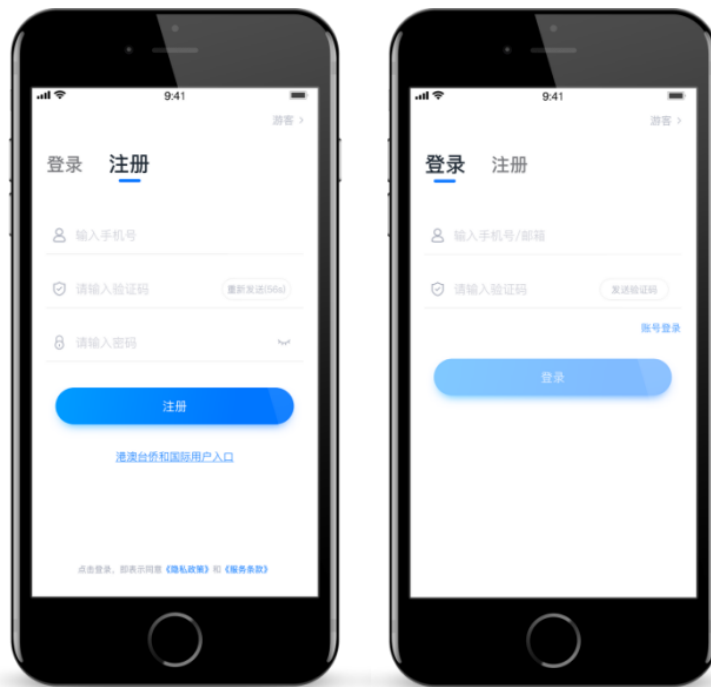 9:41
游客 >
登录 注册
输入手机号
请输入验证码 重新发送(56s)
请输入密码
注册
港澳台侨和国际用户入口
点击登录，即表示同意《隐私政策》和《服务条款》
9:41
游客 >
登录 注册
输入手机号/邮箱
请输入验证码 发送验证码
账号登录
登录